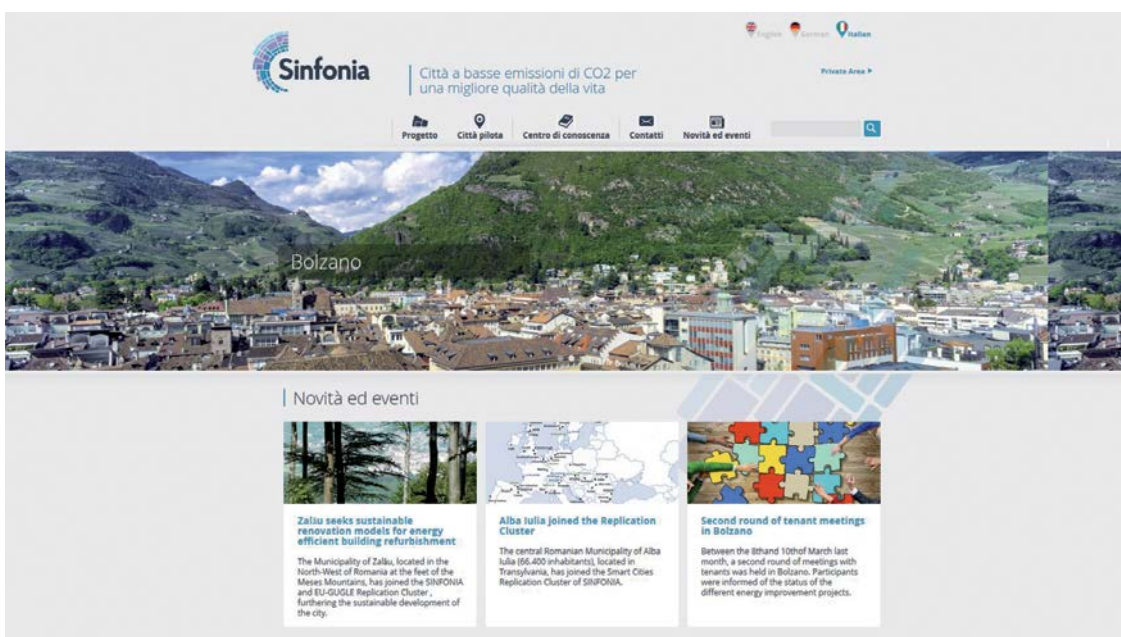 English German Italien
Sinfonia
Città a basse emissioni di CO2 per
una migliore qualità della vita
Private Area
Progetto Città pilota Centro di conoscenza Contatti Novità ed eventi
Bolzano
Novità ed eventi
Zalău seeks sustainable
renovation models for energy
efficient building refurbishment
The Municipality of Zalău, located in the
North-West of Romania at the feet of the
Meses Mountains, has joined the SINFONIA
and EU-GUGLE Replication Cluster ,
furthering the sustainable development of
the city.
Alba Iulia joined the Replication
Cluster
The central Romanian Municipality of Alba
Iulia (66.400 inhabitants), located in
Transylvania, has joined the Smart Cities
Replication Cluster of SINFONIA.
Second round of tenant meetings
in Bolzano
Between the 8thand 10thof March last
month, a second round of meetings with
tenants was held in Bolzano. Participants
were informed of the status of the
different energy improvement projects.